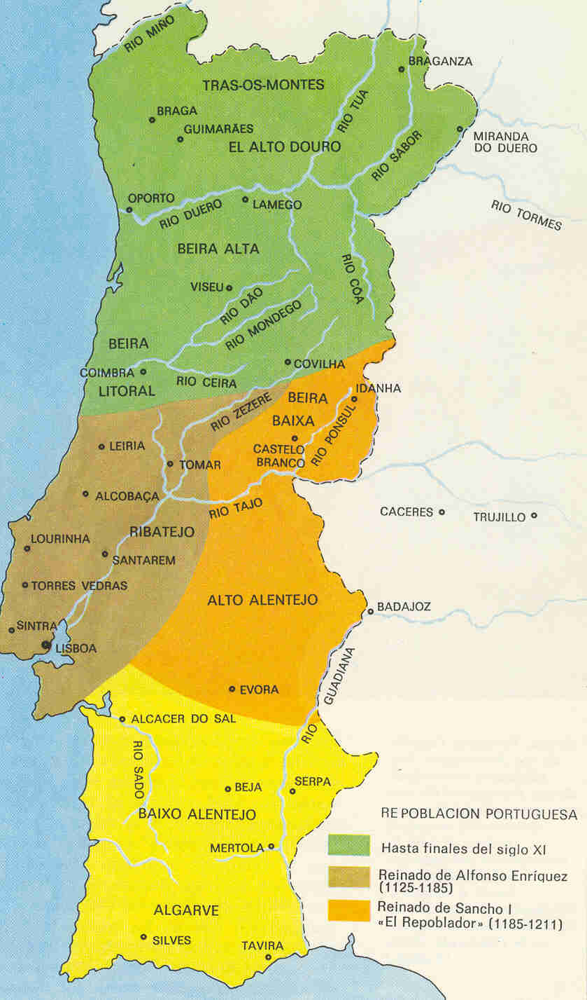 RIO MIÑO
BRAGANZA
TRAS-OS-MONTES
RIO TUA
BRAGA
GUIMARÃES
EL ALTO DOURO
RIO SABOR
MIRANDA
DO DUERO
OPORTO
RIO DUERO
LAMEGO
RIO TORMES
BEIRA ALTA
RIO CÔA
VISEU
RIO DÃO
RIO MONDEGO
BEIRA
COIMBRA
LITORAL
RIO CEIRA
COVILHA
IDANHA
BEIRA
BAIXA
RIO ZEZERE
RIO PONSUL
LEIRIA
CASTELO
BRANCO
TOMAR
ALCOBAÇA
RIO TAJO
CACERES
TRUJILLO
RIBATEJO
LOURINHA
SANTAREM
TORRES VEDRAS
ALTO ALENTEJO
BADAJOZ
SINTRA
LISBOA
EVORA
RIO GUADIANA
ALCACER DO SAL
RIO SADO
BEJA
SERPA
BAIXO ALENTEJO
MERTOLA
ALGARVE
SILVES
TAVIRA
REPOBLACION PORTUGUESA
Hasta finales del siglo XI
Reinado de Alfonso Enríquez
(1125-1185)
Reinado de Sancho I
«El Repoblador» (1185-1211)